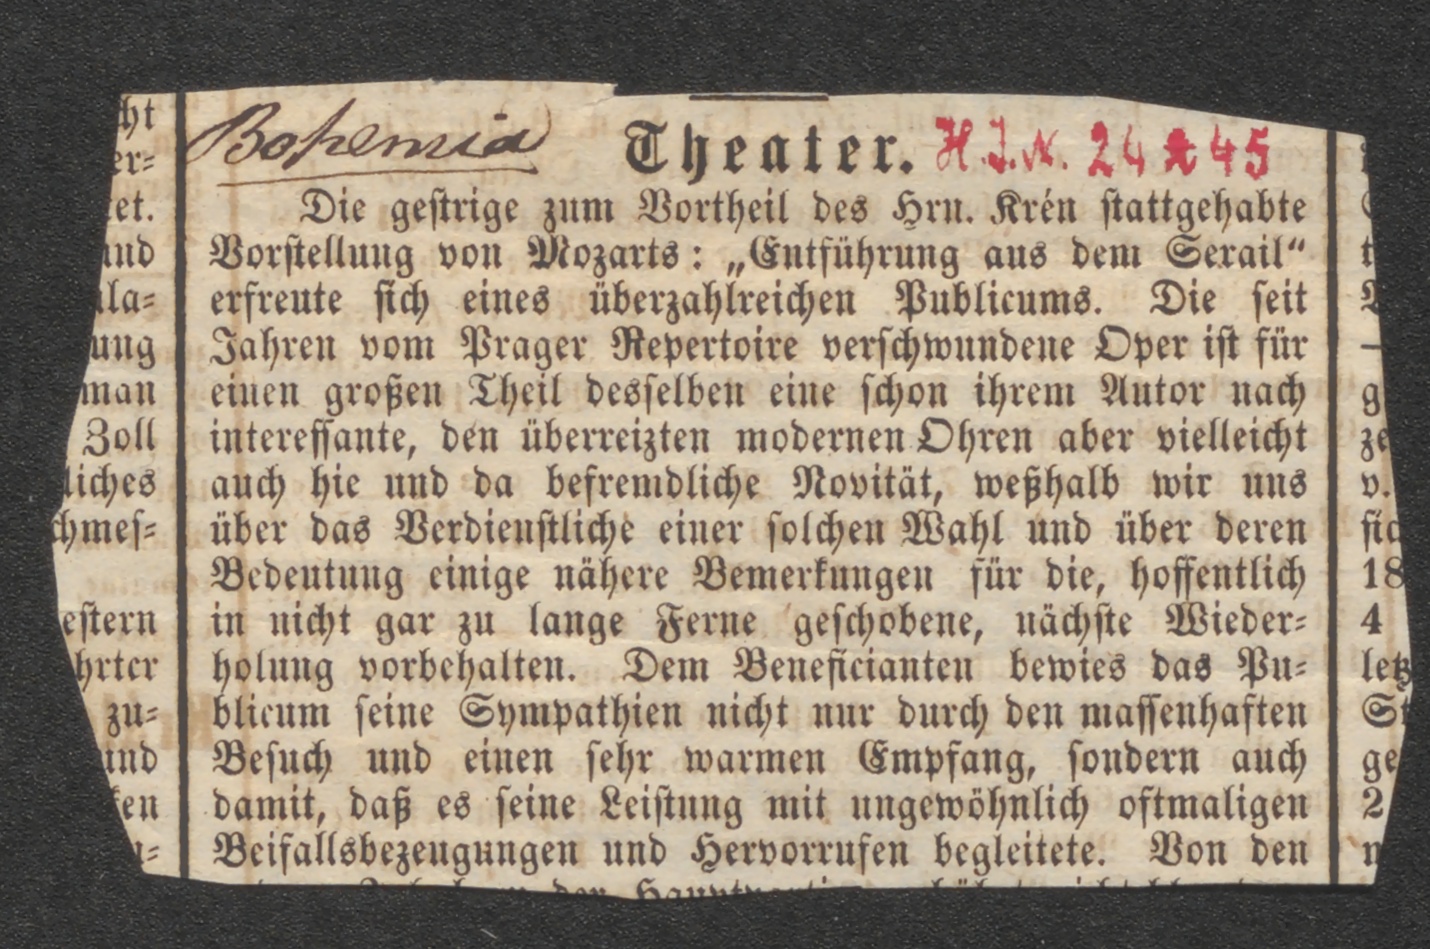 Bohemia Theater. H. J. N. 24 45
Die gestrige zum Vortheil des Hrn. Krén stattgehabte
Vorstellung von Mozarts: „Entführung aus dem Serail“
erfreute sich eines überzahlreichen Publicums. Die seit
Jahren vom Prager Repertoire verschwundene Oper ist für
einen großen Theil desselben eine schon ihrem Autor nach
interessante, den überreizten modernen Ohren aber vielleicht
auch hie und da befremdliche Novität, weßhalb wir uns
über das Verdienstliche einer solchen Wahl und über deren
Bedeutung einige nähere Bemerkungen für die, hoffentlich
in nicht gar zu lange Ferne geschobene, nächste Wieder-
holung vorbehalten. Dem Beneficianten bewies das Pu-
blicum seine Sympathien nicht nur durch den massenhaften
Besuch und einen sehr warmen Empfang, sondern auch
damit, daß es seine Leistung mit ungewöhnlich oftmaligen
Beifallsbezeugungen und Hervorrufen begleitete. Von den